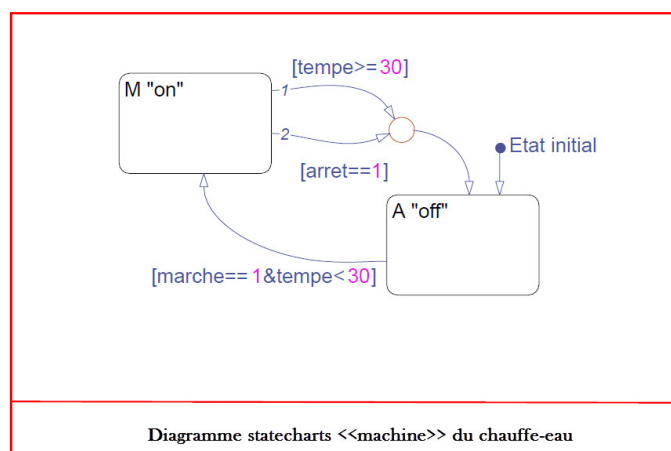 [tempe>=30]
M "on"
1
2
Etat initial
[arret==1]
A "off"
[marche==1&tempe<30]
Diagramme statecharts <<machine>> du chauffe-eau